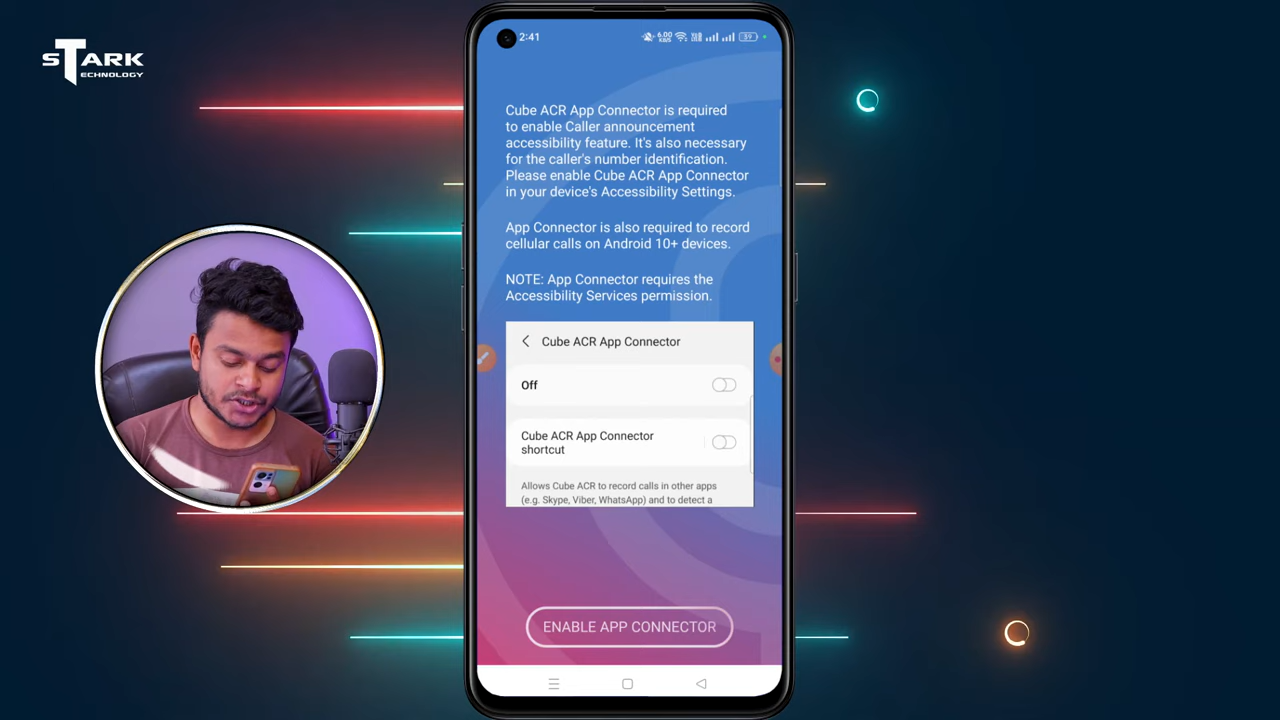 STARK
TECHNOLOGY
2:41
6.00
KB/S
39
Cube ACR App Connector is required
to enable Caller announcement
accessibility feature. It's also necessary
for the caller's number identification.
Please enable Cube ACR App Connector
in your device's Accessibility Settings.
App Connector is also required to record
cellular calls on Android 10+ devices.
NOTE: App Connector requires the
Accessibility Services permission.
Cube ACR App Connector
Off
Cube ACR App Connector
shortcut
Allows Cube ACR to record calls in other apps
(e.g. Skype, Viber, WhatsApp) and to detect a
ENABLE APP CONNECTOR